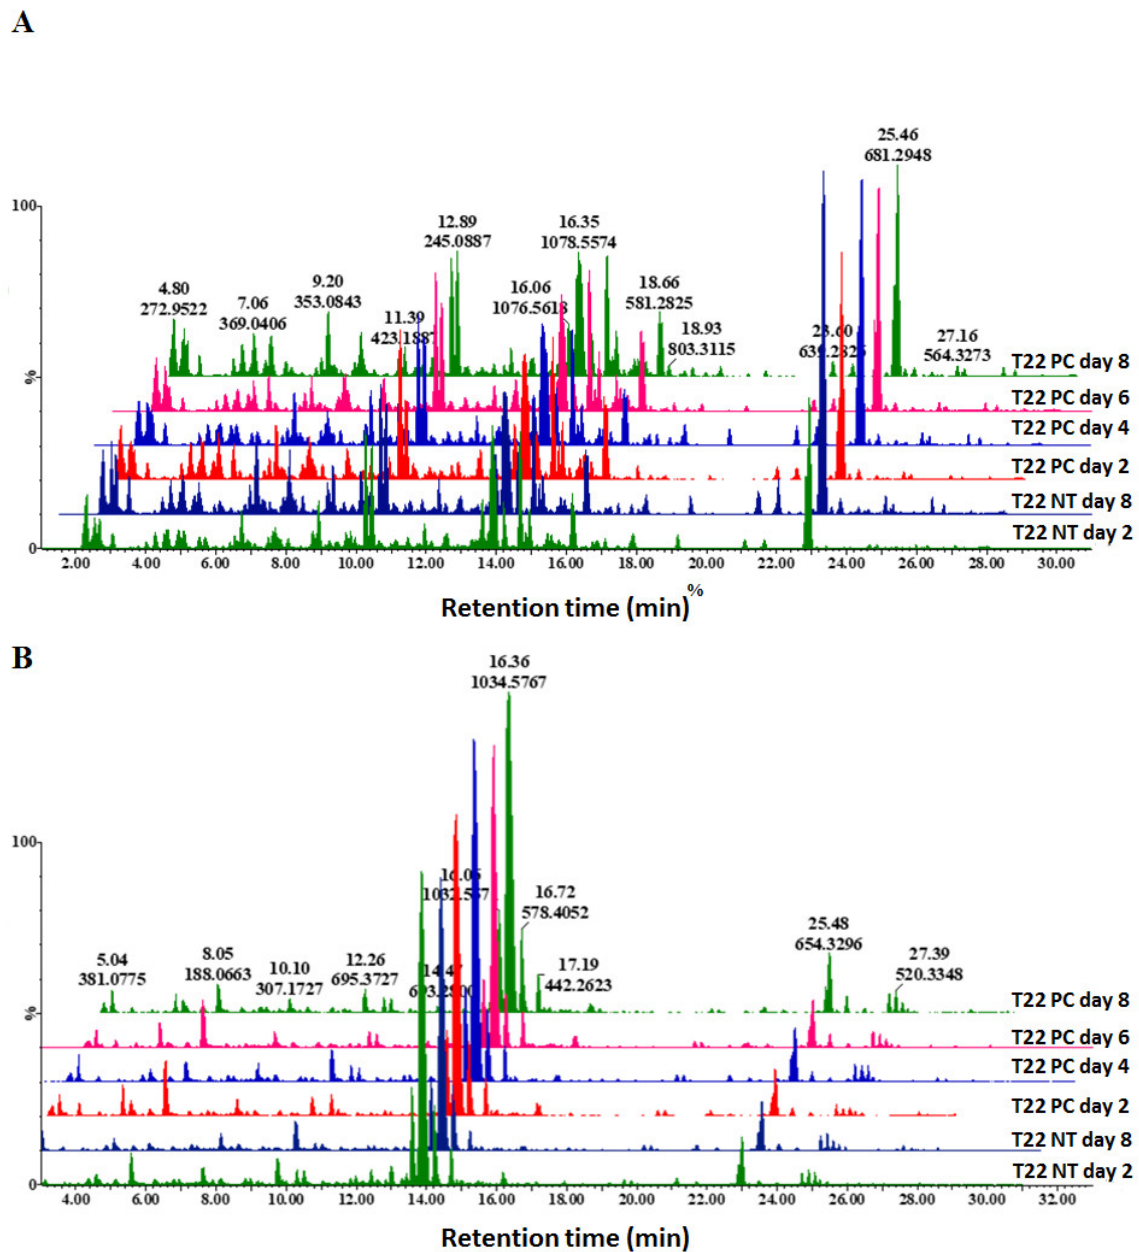 A
25.46
681.2948
100
12.89
245.0887
16.35
1078.5574
9.20
353.0843
4.80
272.9522
16.06
1076.5618
18.66
581.2825
7.06
369.0406
11.39
423.1887
18.93
803.3115
23.60
27.16
564.3273
T22 PC day 8
%
T22 PC day 6
T22 PC day 4
T22 PC day 2
T22 NT day 8
T22 NT day 2
0
2.00 4.00 6.00 8.00 10.00 12.00 14.00 16.00 18.00 20.00 22.00 24.00 26.00 28.00 30.00
%
Retention time (min)
B
16.36
1034.5767
100
16.05
16.72
578.4052
25.48
654.3296
5.04
381.0775
8.05
188.0663
10.10
307.1727
12.26
695.3727
14.47
17.19
442.2623
27.39
520.3348
T22 PC day 8
%
T22 PC day 6
T22 PC day 4
T22 PC day 2
T22 NT day 8
T22 NT day 2
0
4.00 6.00 8.00 10.00 12.00 14.00 16.00 18.00 20.00 22.00 24.00 26.00 28.00 30.00 32.00
Retention time (min)